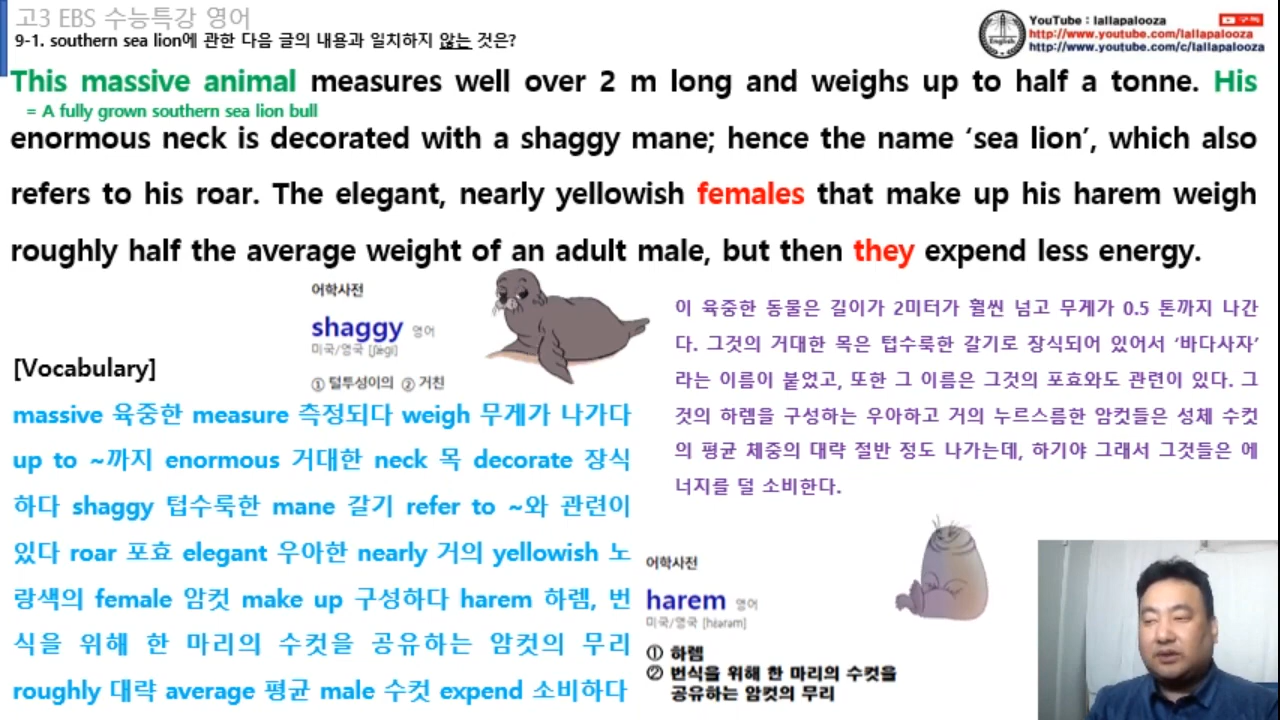 고3 EBS 수능특강 영어
9-1. southern sea lion에 관한 다음 글의 내용과 일치하지 않는 것은?
YouTube : lallapalooza
구독
http://www.youtube.com/lallapalooza
http://www.youtube.com/c/lallapalooza
English
This massive animal measures well over 2 m long and weighs up to half a tonne. His
= A fully grown southern sea lion bull
enormous neck is decorated with a shaggy mane; hence the name ‘sea lion’, which also
refers to his roar. The elegant, nearly yellowish females that make up his harem weigh
roughly half the average weight of an adult male, but then they expend less energy.
어학사전
shaggy 영어
미국/영국 [ʃӕgi]
① 털투성이의 ② 거친
[Vocabulary]
massive 육중한 measure 측정되다 weigh 무게가 나가다
up to ~까지 enormous 거대한 neck 목 decorate 장식
하다 shaggy 텁수룩한 mane 갈기 refer to ~와 관련이
있다 roar 포효 elegant 우아한 nearly 거의 yellowish 노
랑색의 female 암컷 make up 구성하다 harem 하렘, 번
식을 위해 한 마리의 수컷을 공유하는 암컷의 무리
roughly 대략 average 평균 male 수컷 expend 소비하다
이 육중한 동물은 길이가 2미터가 훨씬 넘고 무게가 0.5 톤까지 나간
다. 그것의 거대한 목은 텁수룩한 갈기로 장식되어 있어서 ‘바다사자’
라는 이름이 붙었고, 또한 그 이름은 그것의 포효와도 관련이 있다. 그
것의 하렘을 구성하는 우아하고 거의 누르스름한 암컷들은 성체 수컷
의 평균 체중의 대략 절반 정도 나가는데, 하기야 그래서 그것들은 에
너지를 덜 소비한다.
어학사전
harem 영어
미국/영국 [hɛ́ərəm]
① 하렘
② 번식을 위해 한 마리의 수컷을
공유하는 암컷의 무리